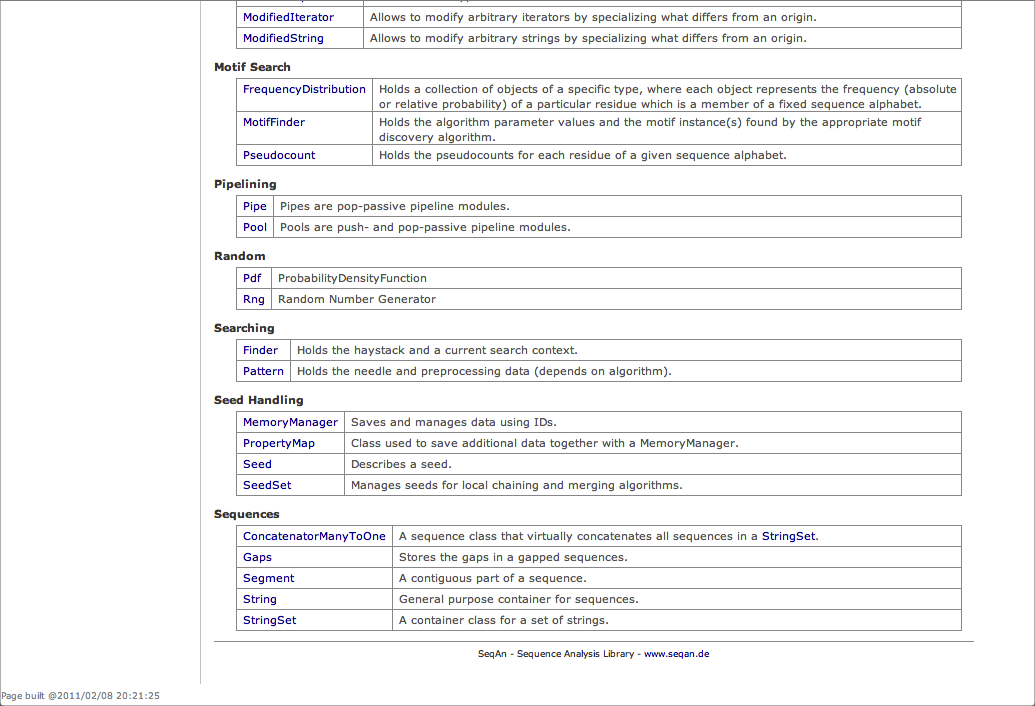 ModifiedIterator Allows to modify arbitrary iterators by specializing what differs from an origin.
ModifiedString Allows to modify arbitrary strings by specializing what differs from an origin.
Motif Search
FrequencyDistribution Holds a collection of objects of a specific type, where each object represents the frequency (absolute
or relative probability) of a particular residue which is a member of a fixed sequence alphabet.
MotifFinder Holds the algorithm parameter values and the motif instance(s) found by the appropriate motif
discovery algorithm.
Pseudocount Holds the pseudocounts for each residue of a given sequence alphabet.
Pipelining
Pipe Pipes are pop-passive pipeline modules.
Pool Pools are push- and pop-passive pipeline modules.
Random
Pdf ProbabilityDensityFunction
Rng Random Number Generator
Searching
Finder Holds the haystack and a current search context.
Pattern Holds the needle and preprocessing data (depends on algorithm).
Seed Handling
MemoryManager Saves and manages data using IDs.
PropertyMap Class used to save additional data together with a MemoryManager.
Seed Describes a seed.
SeedSet Manages seeds for local chaining and merging algorithms.
Sequences
ConcatenatorManyToOne A sequence class that virtually concatenates all sequences in a StringSet.
Gaps Stores the gaps in a gapped sequences.
Segment A contiguous part of a sequence.
String General purpose container for sequences.
StringSet A container class for a set of strings.
SeqAn - Sequence Analysis Library - www.seqan.de
Page built @2011/02/08 20:21:25